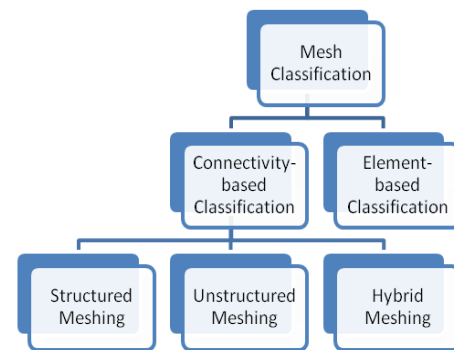 Mesh
Classification
Connectivity-
based
Classification
Element-
based
Classification
Structured
Meshing
Unstructured
Meshing
Hybrid
Meshing